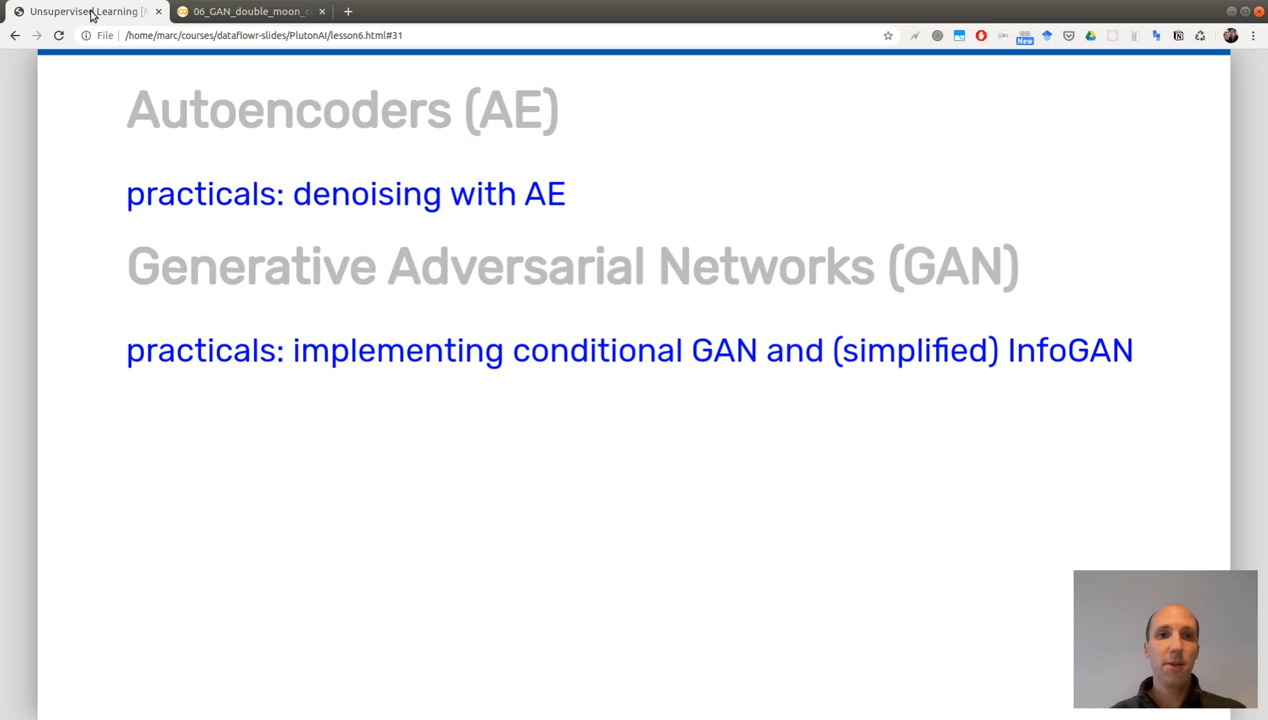 Unsupervised Learning [
06_GAN_double_moon_c
File
/home/marc/courses/dataflowr-slides/PlutonAI/lesson6.html#31
New
Autoencoders (AE)
practicals: denoising with AE
Generative Adversarial Networks (GAN)
practicals: implementing conditional GAN and (simplified) InfoGAN